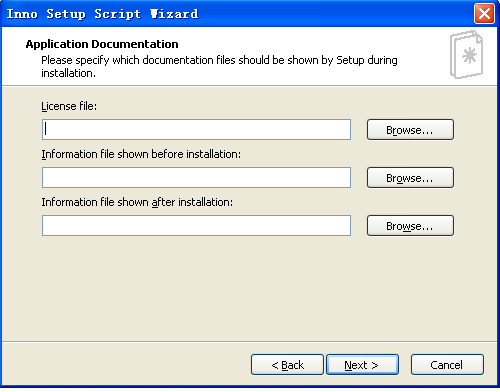 Inno Setup Script Wizard
Application Documentation
Please specify which documentation files should be shown by Setup during
installation.
License file:
Browse...
Information file shown before installation:
Browse...
Information file shown after installation:
Browse...
< Back
Next >
Cancel